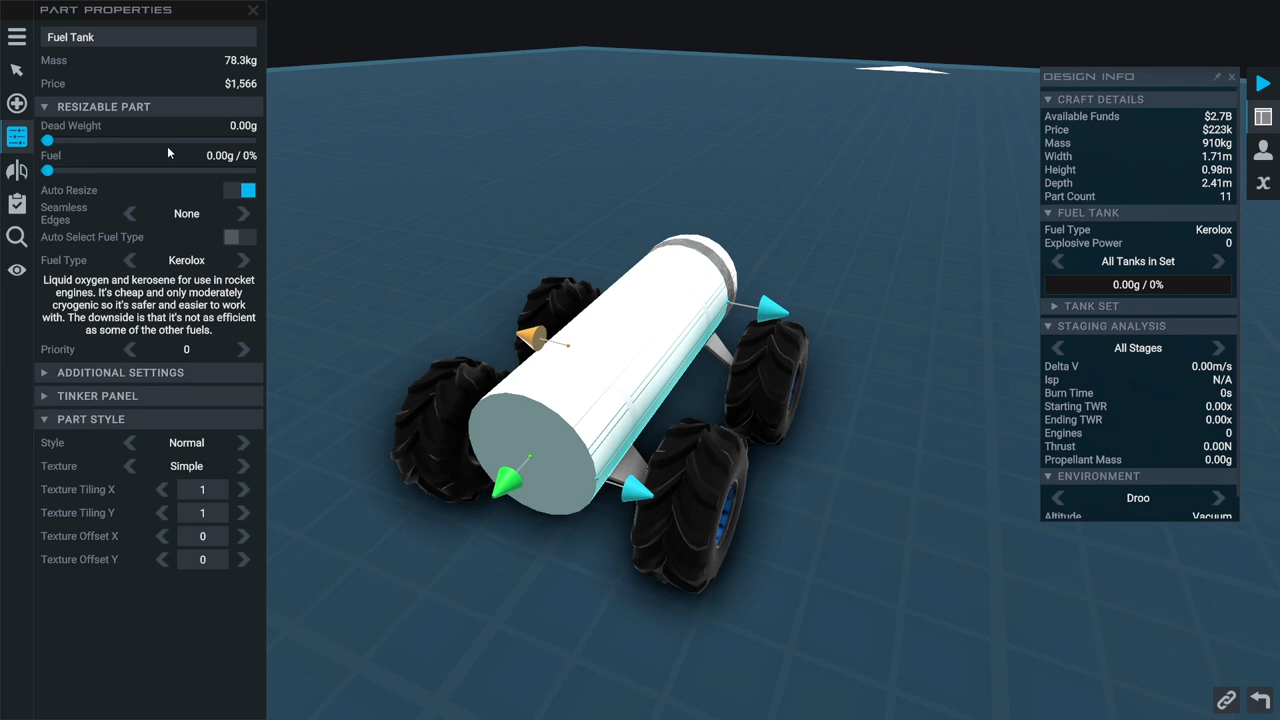 PART PROPERTIES
Fuel Tank
Mass 78.3kg
Price $1,566
RESIZABLE PART
Dead Weight 0.00g
Fuel 0.00g / 0%
Auto Resize
Seamless Edges None
Auto Select Fuel Type
Fuel Type Kerolox
Liquid oxygen and kerosene for use in rocket
engines. It's cheap and only moderately
cryogenic so it's safer and easier to work
with. The downside is that it's not as efficient
as some of the other fuels.
Priority 0
ADDITIONAL SETTINGS
TINKER PANEL
PART STYLE
Style Normal
Texture Simple
Texture Tiling X 1
Texture Tiling Y 1
Texture Offset X 0
Texture Offset Y 0
DESIGN INFO
CRAFT DETAILS
Available Funds $2.7B
Price $223k
Mass 910kg
Width 1.71m
Height 0.98m
Depth 2.41m
Part Count 11
FUEL TANK
Fuel Type Kerolox
Explosive Power 0
All Tanks in Set
0.00g / 0%
TANK SET
STAGING ANALYSIS
All Stages
Delta V 0.00m/s
Isp N/A
Burn Time 0s
Starting TWR 0.00x
Ending TWR 0.00x
Engines 0
Thrust 0.00N
Propellant Mass 0.00g
ENVIRONMENT
Droo
Altitude Vacuum